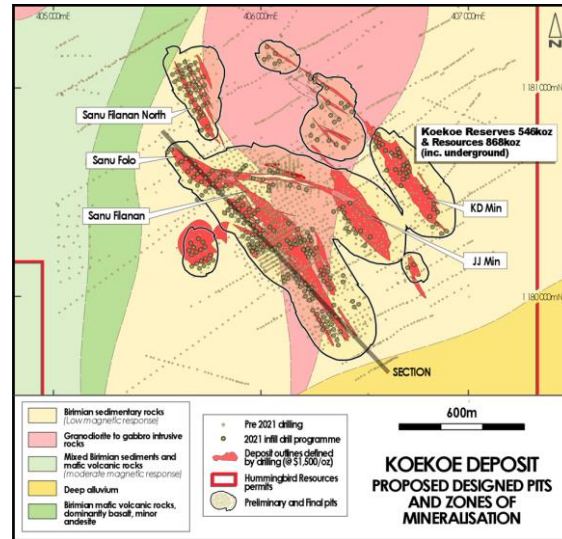 405 000mE
406 000mE
407 000mE
N
1 181 000mN
Sanu Filanan North
Koekoe Reserves 546koz
& Resources 868koz
(inc. underground)
Sanu Folo
Sanu Filanan
KD Min
JJ Min
1 180 000mN
SECTION
Birimian sedimentary rocks
(Low magnetic response)
Granodiorite to gabbro intrusive
rocks
Mixed Birimian sediments and
mafic volcanic rocks
(moderate magnetic response)
Deep alluvium
Birimian mafic volcanic rocks,
dominantly basalt, minor
andesite
Pre 2021 drilling
2021 infill drill programme
Deposit outlines defined
by drilling (@ $1,500/oz)
Hummingbird Resources
permits
Preliminary and Final pits
600m
KOEKOE DEPOSIT
PROPOSED DESIGNED PITS
AND ZONES OF
MINERALISATION